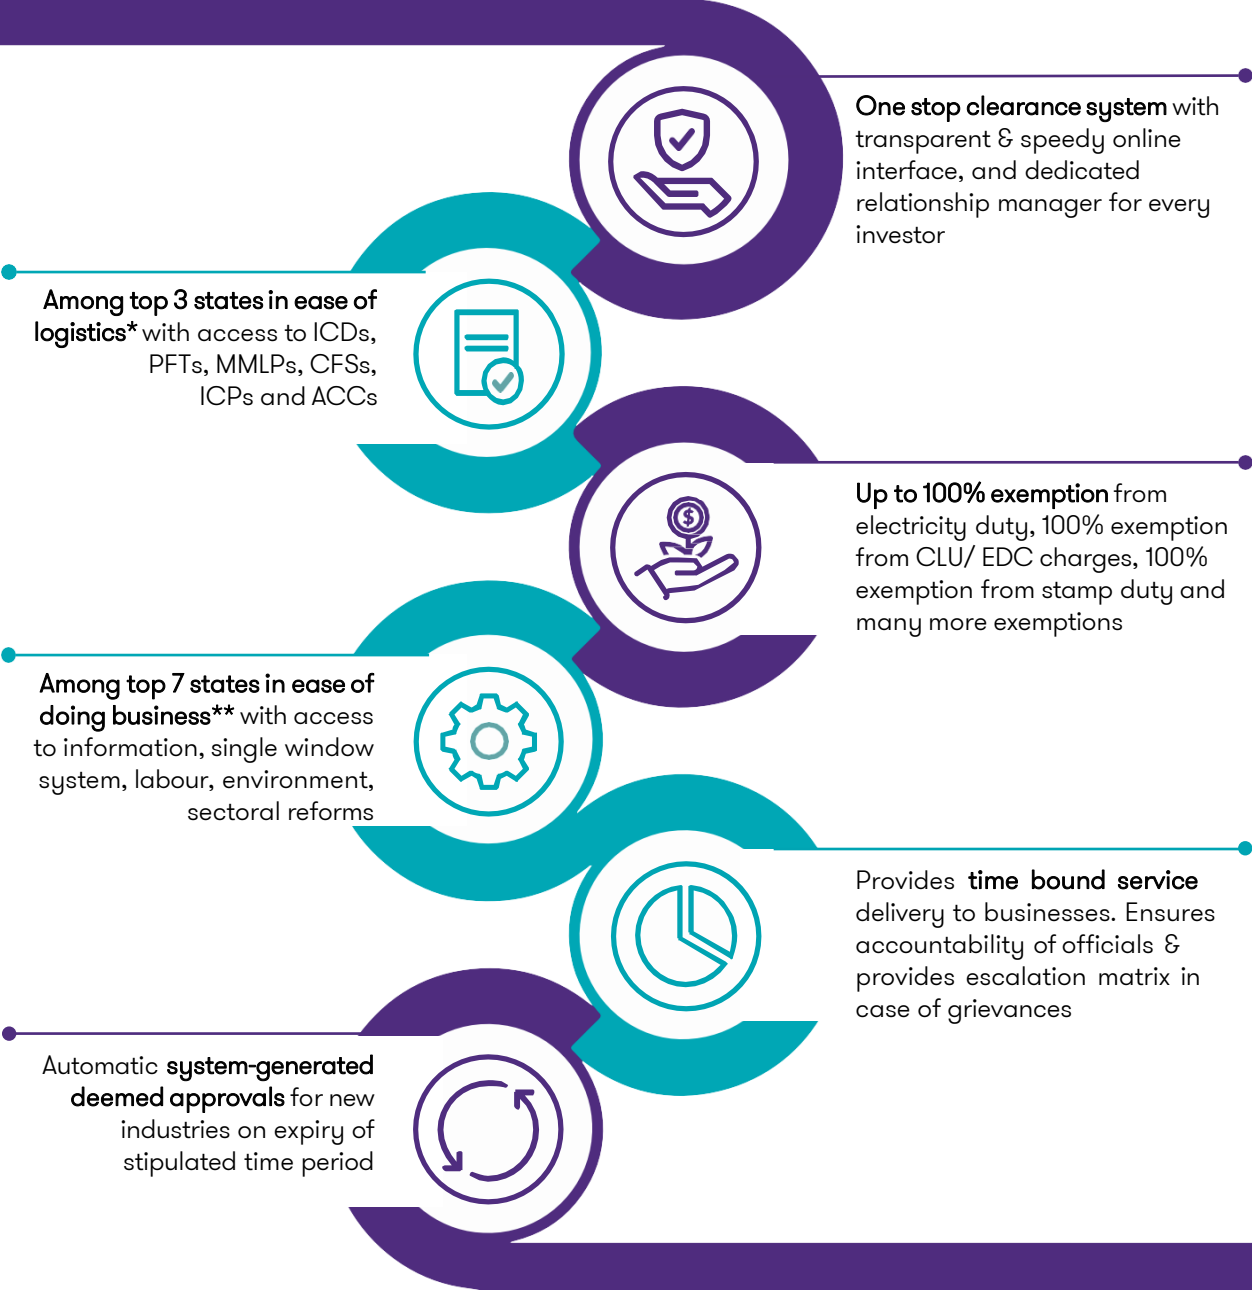 One stop clearance system with
transparent & speedy online
interface, and dedicated
relationship manager for every
investor
Among top 3 states in ease of
logistics* with access to ICDs,
PFTs, MMLPs, CFSs,
ICPs and ACCs
Up to 100% exemption from
electricity duty, 100% exemption
from CLU/ EDC charges, 100%
exemption from stamp duty and
many more exemptions
$
Among top 7 states in ease of
doing business** with access
to information, single window
system, labour, environment,
sectoral reforms
Provides time bound service
delivery to businesses. Ensures
accountability of officials &
provides escalation matrix in
case of grievances
Automatic system-generated
deemed approvals for new
industries on expiry of
stipulated time period